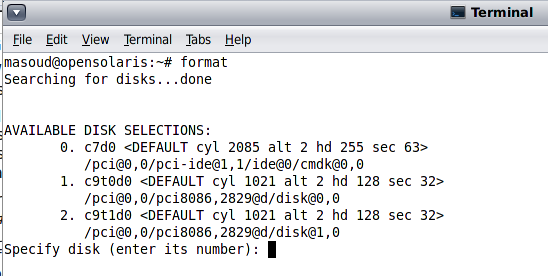 Terminal
File Edit View Terminal Tabs Help
masoud@opensolaris:~# format
Searching for disks...done
AVAILABLE DISK SELECTIONS:
0. c7d0 <DEFAULT cyl 2085 alt 2 hd 255 sec 63>
/pci@0,0/pci-ide@1,1/ide@0/cmdk@0,0
1. c9t0d0 <DEFAULT cyl 1021 alt 2 hd 128 sec 32>
/pci@0,0/pci8086,2829@d/disk@0,0
2. c9t1d0 <DEFAULT cyl 1021 alt 2 hd 128 sec 32>
/pci@0,0/pci8086,2829@d/disk@1,0
Specify disk (enter its number):